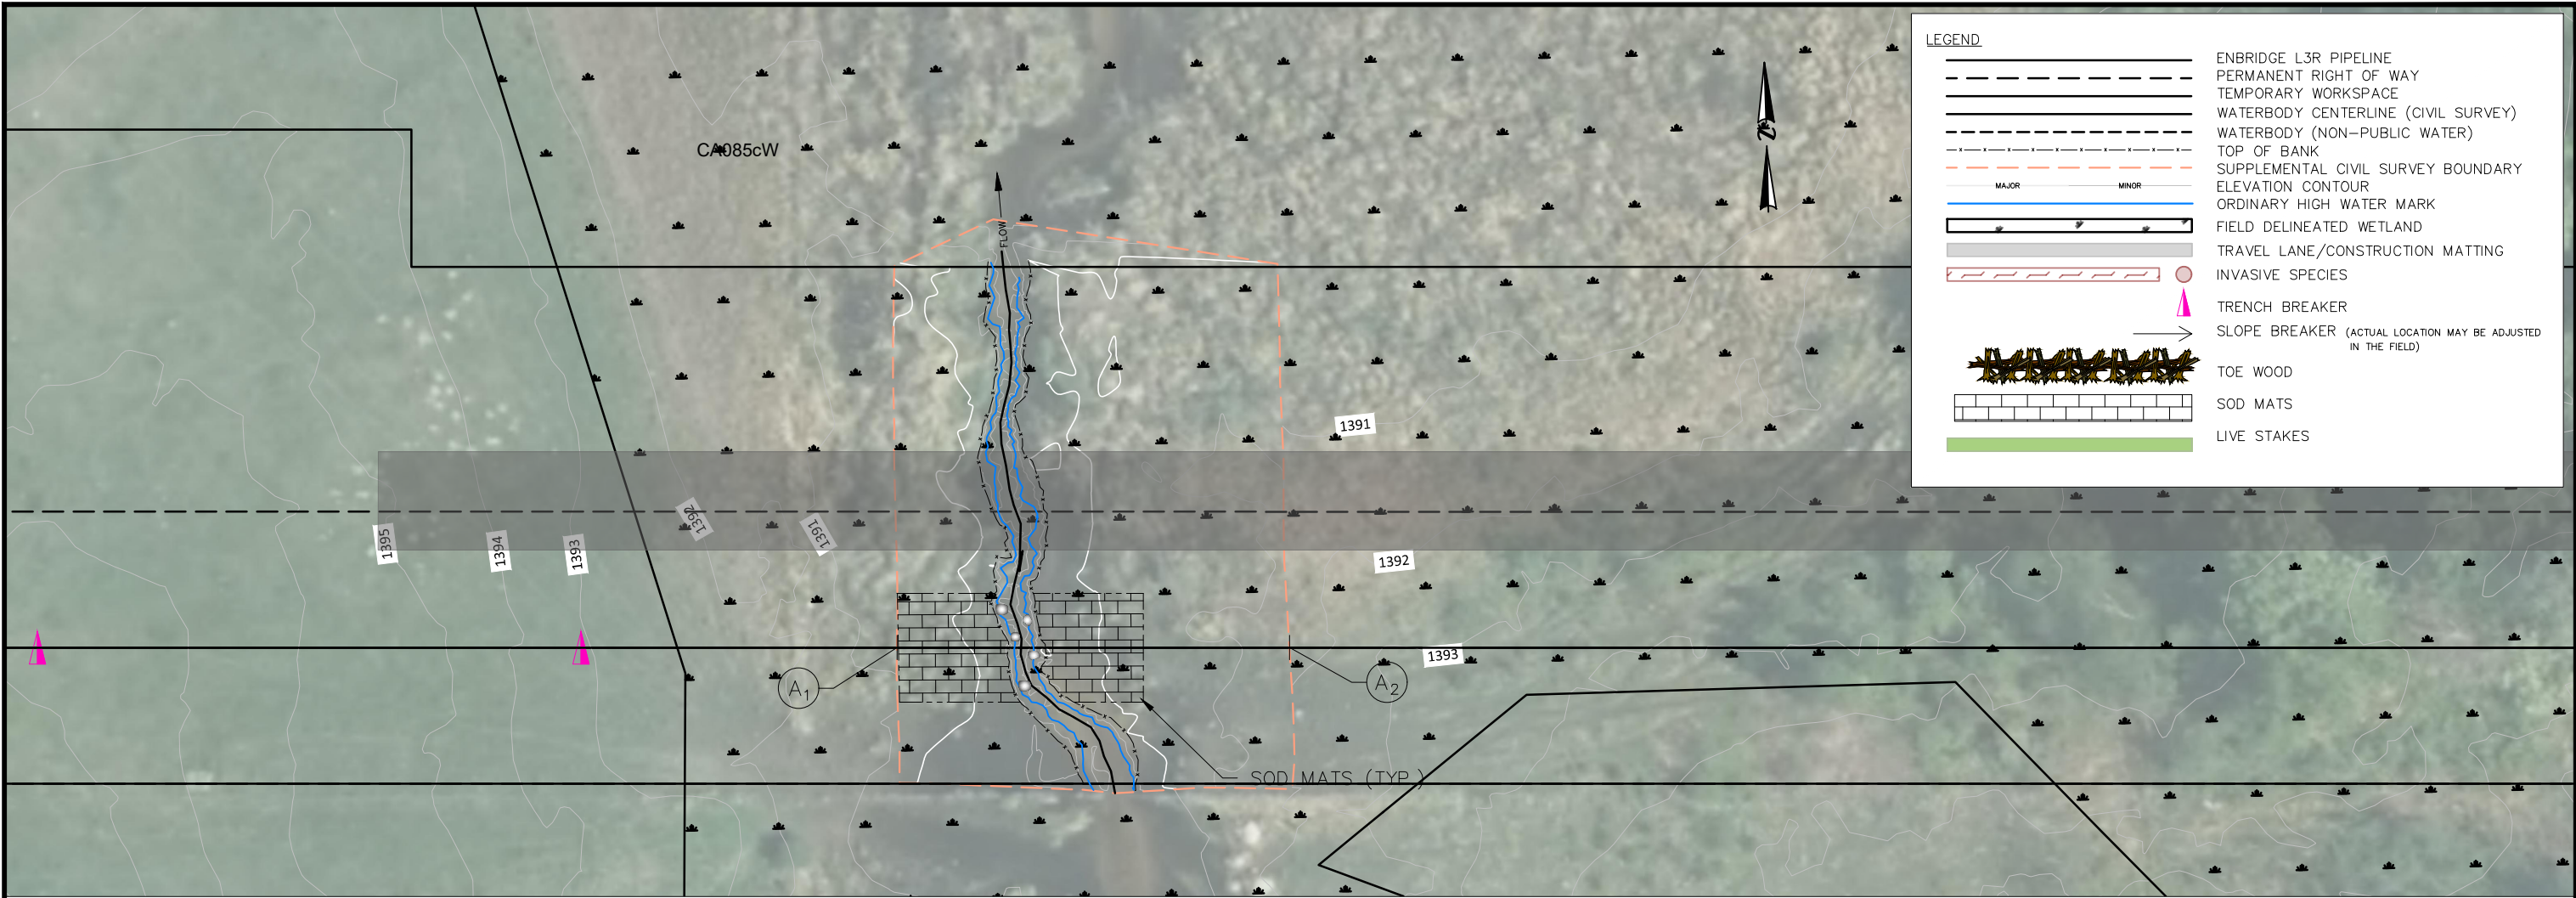 LEGEND
ENBRIDGE L3R PIPELINE
PERMANENT RIGHT OF WAY
TEMPORARY WORKSPACE
WATERBODY CENTERLINE (CIVIL SURVEY)
WATERBODY (NON-PUBLIC WATER)
TOP OF BANK
SUPPLEMENTAL CIVIL SURVEY BOUNDARY
MAJOR MINOR ELEVATION CONTOUR
ORDINARY HIGH WATER MARK
FIELD DELINEATED WETLAND
TRAVEL LANE/CONSTRUCTION MATTING
INVASIVE SPECIES
TRENCH BREAKER
SLOPE BREAKER (ACTUAL LOCATION MAY BE ADJUSTED
IN THE FIELD)
TOE WOOD
SOD MATS
LIVE STAKES
CA085cW
N
FLOW
1391
1395
1394
1393
1392
1391
1392
1393
A1
A2
SOD MATS (TYP.)